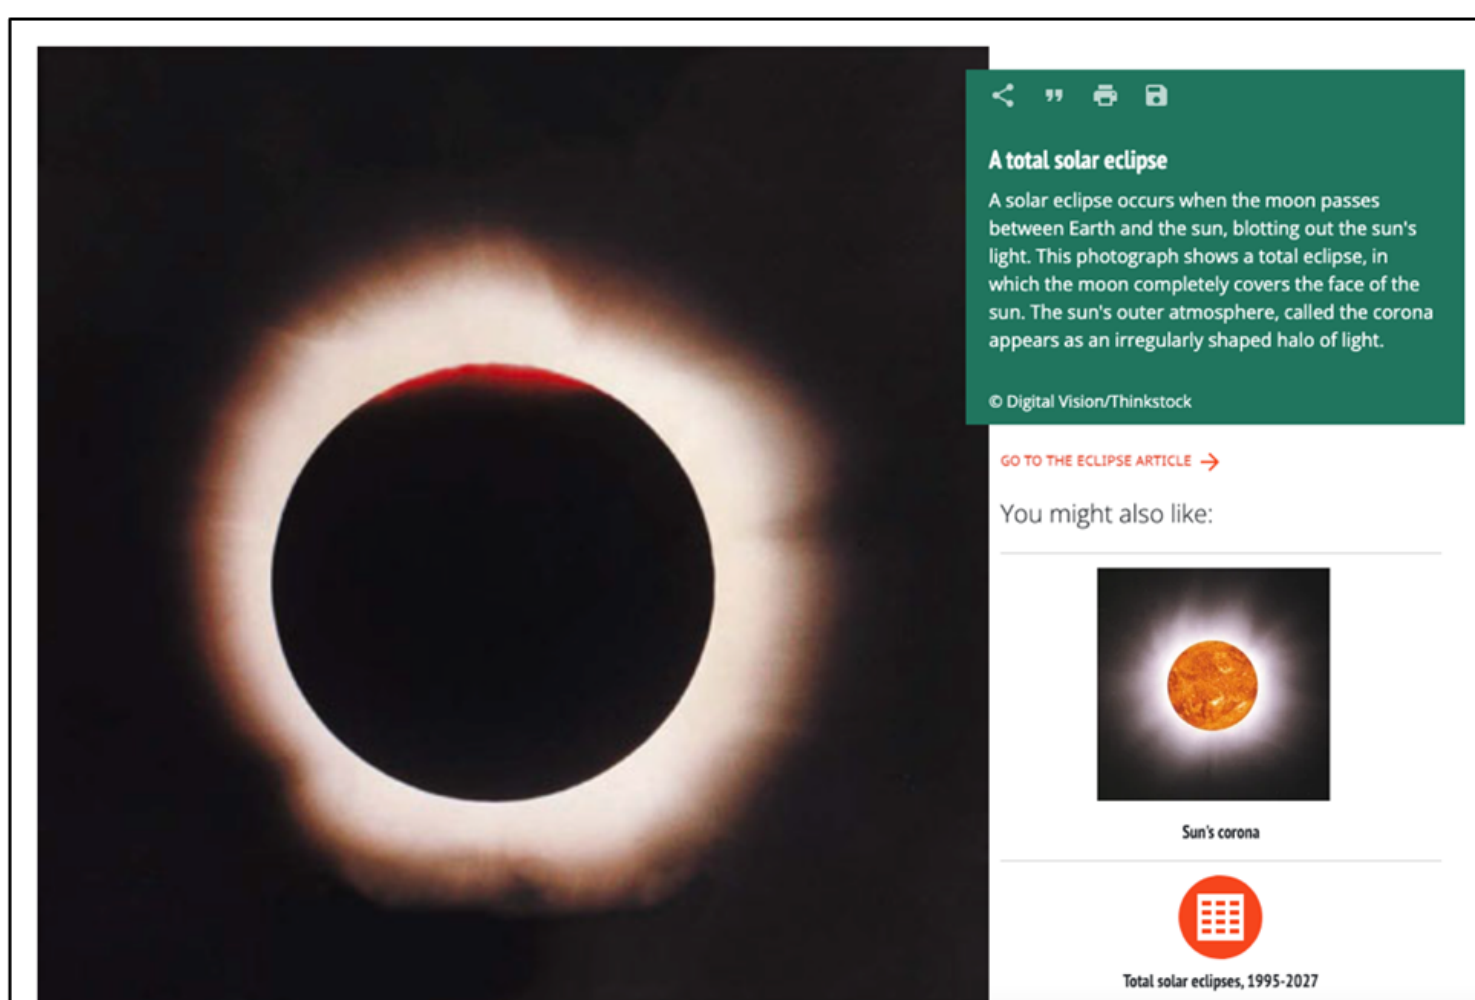 A total solar eclipse
A solar eclipse occurs when the moon passes
between Earth and the sun, blotting out the sun's
light. This photograph shows a total eclipse, in
which the moon completely covers the face of the
sun. The sun's outer atmosphere, called the corona
appears as an irregularly shaped halo of light.
© Digital Vision/Thinkstock
GO TO THE ECLIPSE ARTICLE
You might also like:
Sun's corona
Total solar eclipses, 1995-2027